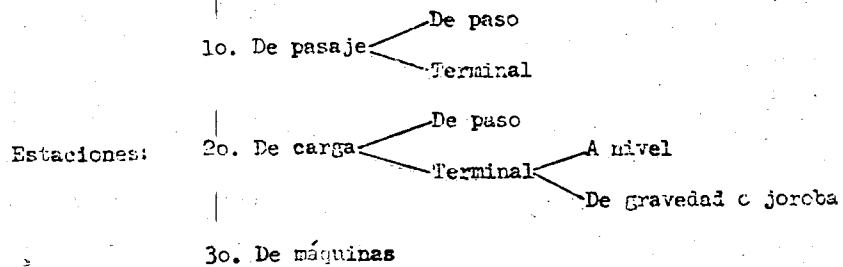 De paso
1o. De pasaje
Terminal
De paso
Estaciones: 2o. De carga
A nivel
Terminal
De gravedad o joroba
3o. De máquinas